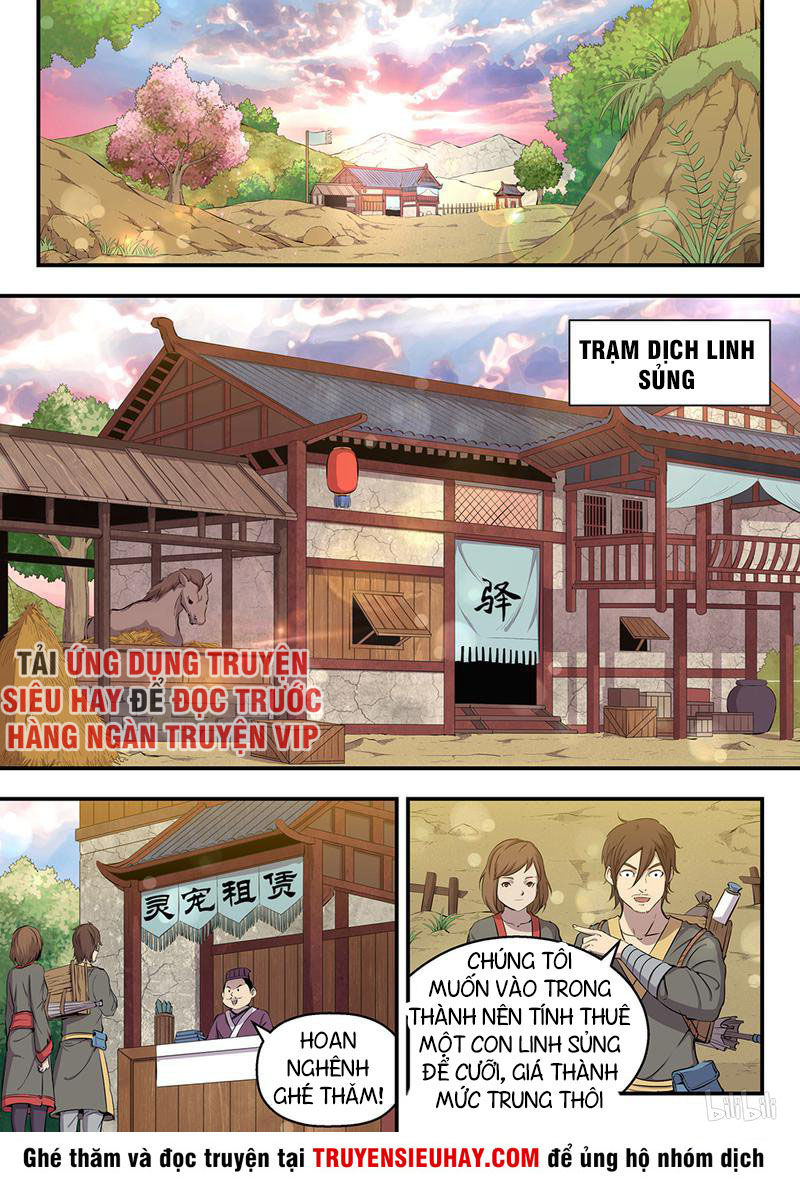 TRẠM DỊCH LINH
SỦNG
驿
TẢI ỨNG DỤNG TRUYỆN
SIÊU HAY ĐỂ ĐỌC TRƯỚC
HÀNG NGÀN TRUYỆN VIP
灵宠租赁
HOAN
NGHÊNH
GHÉ THĂM!
CHÚNG TÔI
MUỐN VÀO TRONG
THÀNH NÊN TÍNH THUÊ
MỘT CON LINH SỦNG
ĐỂ CƯỠI, GIÁ THÀNH
MỨC TRUNG THÔI
bilibili
Ghé thăm và đọc truyện tại TRUYENSIEUHAY.COM để ủng hộ nhóm dịch